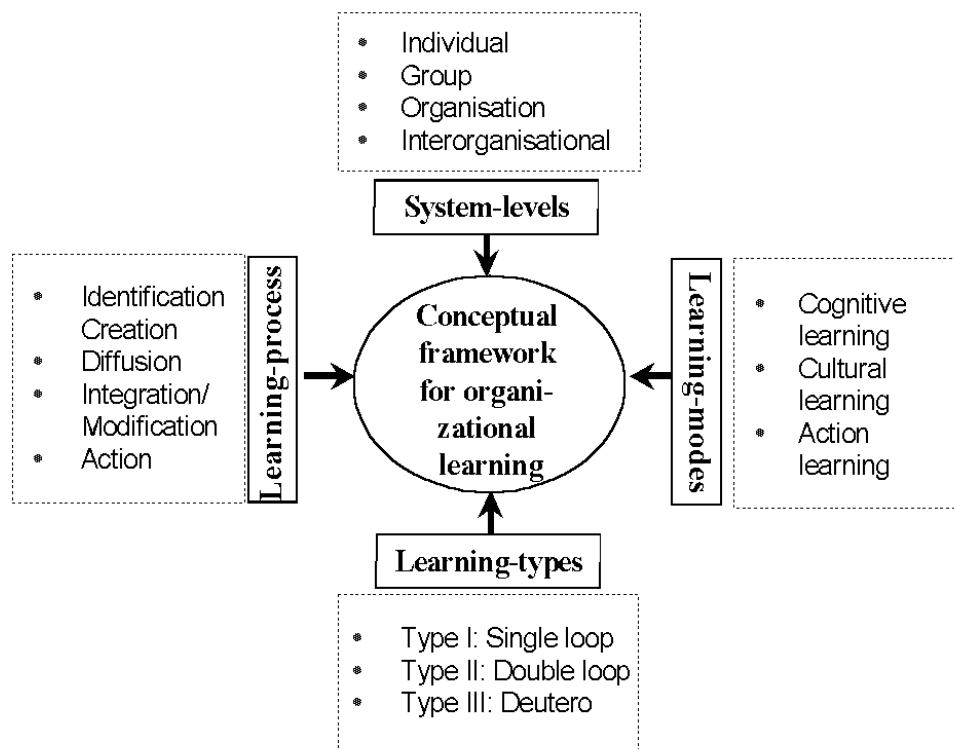 • Individual
• Group
• Organisation
• Interorganisational
System-levels
• Identification
Creation
• Diffusion
• Integration/
Modification
• Action
Learning-process
Conceptual
framework
for organi-
zational
learning
Learning-modes
• Cognitive
learning
• Cultural
learning
• Action
learning
Learning-types
• Type I: Single loop
• Type II: Double loop
• Type III: Deutero